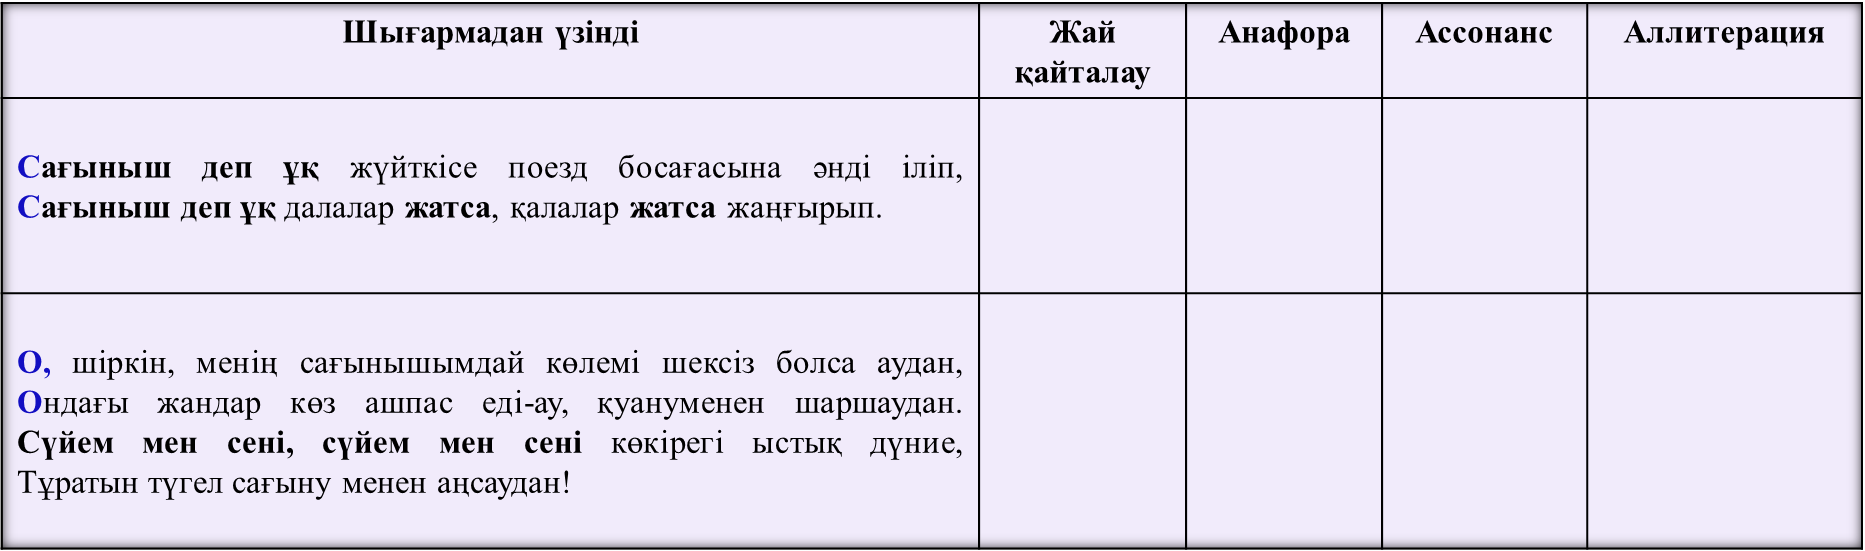 Шығармадан үзінді
Жай
қайталау
Анафора
Ассонанс
Аллитерация
Сағыныш деп ұқ жүйткісе поезд босағасына әнді іліп,
Сағыныш деп ұқ далалар жатса, қалалар жатса жаңғырып.
О, шіркін, менің сағынышымдай көлемі шексіз болса аудан,
Ондағы жандар көз ашпас еді-ау, қуануменен шаршаудан.
Сүйем мен сені, сүйем мен сені көкірегі ыстық дүние,
Тұратын түгел сағыну менен аңсаудан!